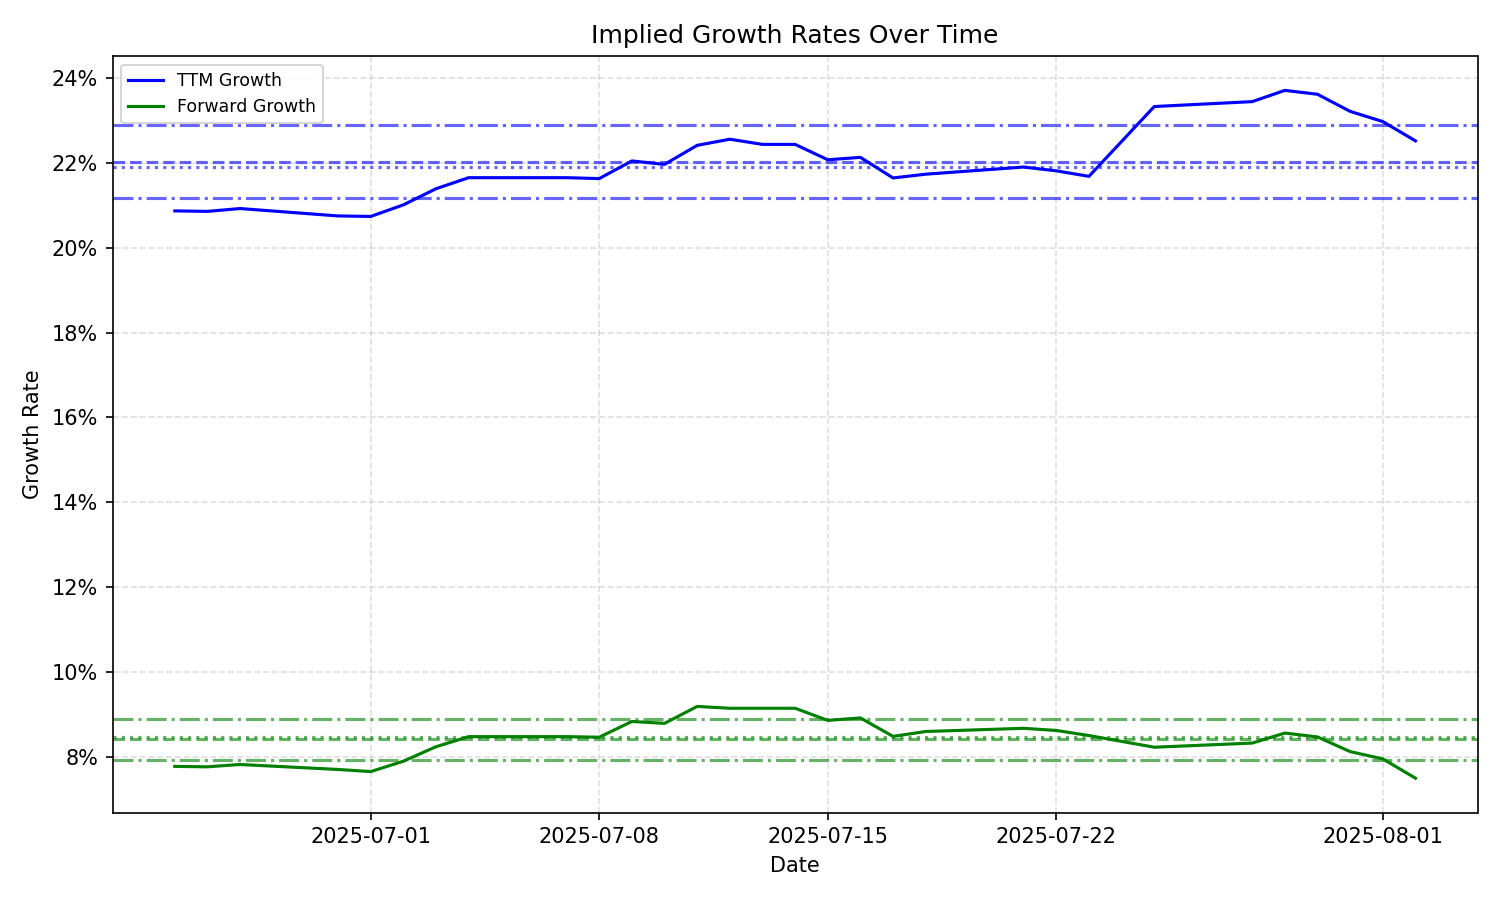 Implied Growth Rates Over Time
TTM Growth
Forward Growth
24%
22%
20%
18%
16%
14%
12%
10%
8%
Growth Rate
2025-07-01
2025-07-08
2025-07-15
2025-07-22
2025-08-01
Date